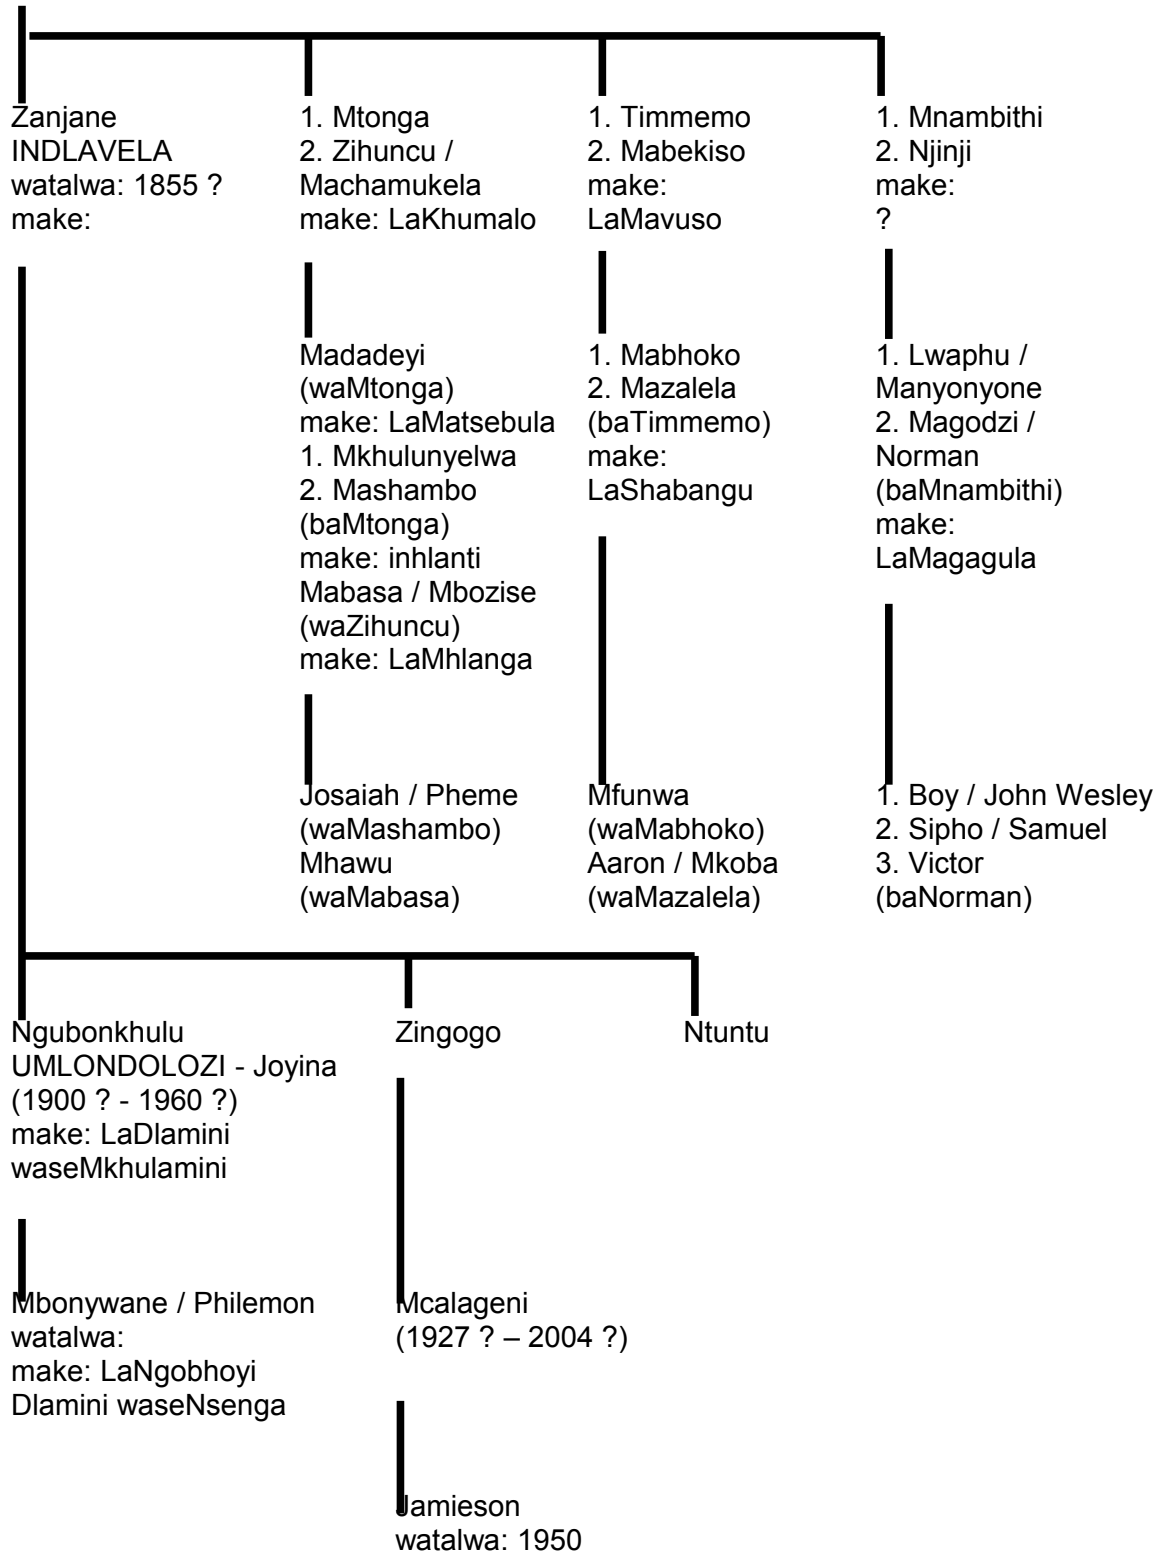 Zanjane
INDLAVELA
watalwa: 1855 ?
make:
1. Mtonga
2. Zihuncu /
Machamukela
make: LaKhumalo
1. Timmemo
2. Mabekiso
make:
LaMavuso
1. Mnambithi
2. Njinji
make:
?
Madadeyi
(waMtonga)
make: LaMatsebula
1. Mkhulunyelwa
2. Mashambo
(baMtonga)
make: inhlanti
Mabasa / Mbozise
(waZihuncu)
make: LaMhlanga
1. Mabhoko
2. Mazalela
(baTimmemo)
make:
LaShabangu
1. Lwaphu /
Manyonyone
2. Magodzi /
Norman
(baMnambithi)
make:
LaMagagula
Josaiah / Pheme
(waMashambo)
Mhawu
(waMabasa)
Mfunwa
(waMabhoko)
Aaron / Mkoba
(waMazalela)
1. Boy / John Wesley
2. Sipho / Samuel
3. Victor
(baNorman)
Ngubonkhulu
UMLONDOLOZI - Joyina
(1900 ? - 1960 ?)
make: LaDlamini
waseMkhulamini
Zingogo
Ntuntu
Mbonywane / Philemon
watalwa:
make: LaNgobhoyi
Dlamini waseNsenga
Mcalageni
(1927 ? – 2004 ?)
Jamieson
watalwa: 1950